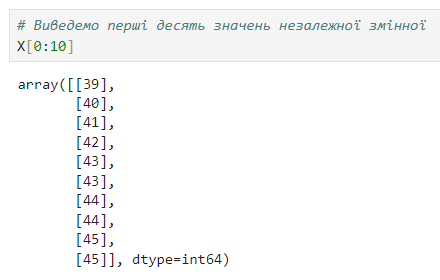 # Виведемо перші десять значень незалежної змінної
X[0:10]
array([[39],
       [40],
       [41],
       [42],
       [43],
       [43],
       [44],
       [44],
       [45],
       [45]], dtype=int64)